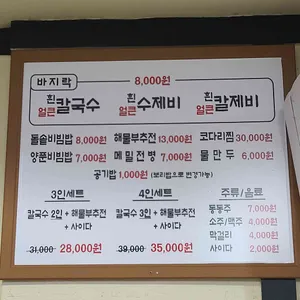 바지락 8,000원
흰 얼큰 칼국수 흰 얼큰 수제비 흰 얼큰 칼제비
돌솥비빔밥 8,000원 해물부추전 13,000원 코다리찜 30,000원
양푼비빔밥 7,000원 메밀전병 7,000원 물만두 6,000원
공기밥 1,000원 (보리밥으로 변경가능)
3인세트 4인세트 주류/음료
칼국수 2인 + 해물부추전 칼국수 3인 + 해물부추전 동동주 7,000원
+ 사이다 + 사이다 소주/맥주 4,000원
막걸리 4,000원
31,000 28,000원 39,000 35,000원 사이다 2,000원